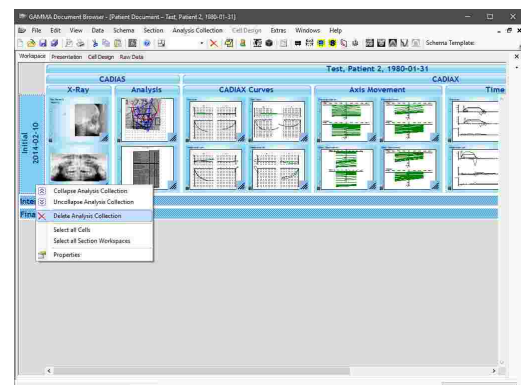 GAMMA Document Browser - [Patient Document - Test, Patient 2, 1980-01-31]
File Edit View Data Schema Section Analysis Collection Cell Design Extras Windows Help
Schema Template:
Workspace Presentation Cell Design Raw Data
Test, Patient 2, 1980-01-31
CADIAS CADIAX
X-Ray Analysis CADIAX Curves Axis Movement Time
Initial
2014-02-10
Collapse Analysis Collection
Uncollapse Analysis Collection
Inte
Delete Analysis Collection
Fina
Select all Cells
Select all Section Workspaces
Properties